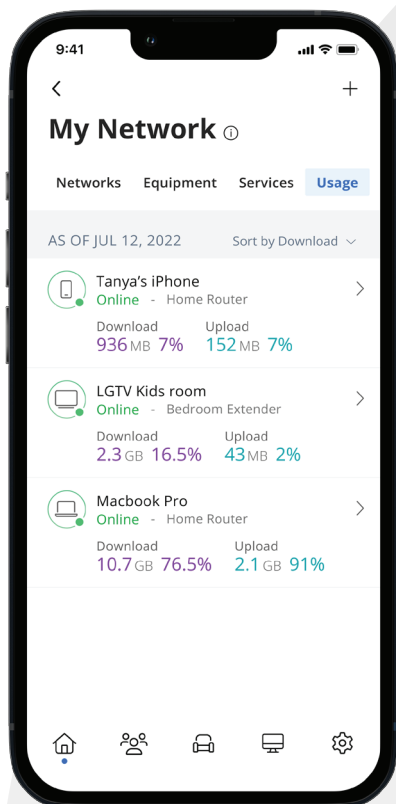 9:41
My Network
Networks Equipment Services Usage
AS OF JUL 12, 2022 Sort by Download
Tanya's iPhone
Online - Home Router
Download Upload
936 MB 7% 152 MB 7%
LGTV Kids room
Online - Bedroom Extender
Download Upload
2.3 GB 16.5% 43 MB 2%
Macbook Pro
Online - Home Router
Download Upload
10.7 GB 76.5% 2.1 GB 91%